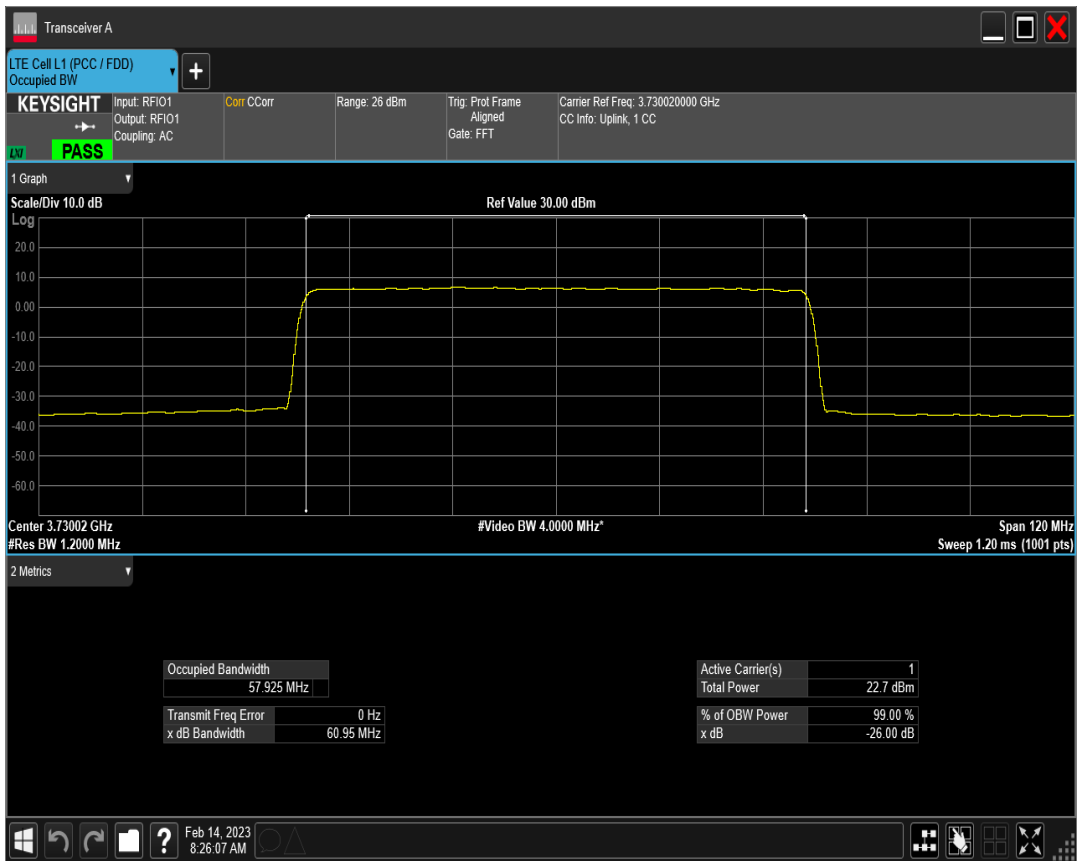 Transceiver A
LTE Cell L1 (PCC / FDD)
Occupied BW
+
KEYSIGHT
LXI
PASS
Input: RFIO1
Output: RFIO1
Coupling: AC
Corr CCorr
Range: 26 dBm
Trig: Prot Frame
Aligned
Gate: FFT
Carrier Ref Freq: 3.730020000 GHz
CC Info: Uplink, 1 CC
1 Graph
Scale/Div 10.0 dB
Ref Value 30.00 dBm
Log
20.0
10.0
0.00
-10.0
-20.0
-30.0
-40.0
-50.0
-60.0
Center 3.73002 GHz
#Video BW 4.0000 MHz*
Span 120 MHz
#Res BW 1.2000 MHz
Sweep 1.20 ms (1001 pts)
2 Metrics
Occupied Bandwidth
57.925 MHz
Transmit Freq Error 0 Hz
x dB Bandwidth 60.95 MHz
Active Carrier(s) 1
Total Power 22.7 dBm
% of OBW Power 99.00 %
x dB -26.00 dB
?
Feb 14, 2023
8:26:07 AM